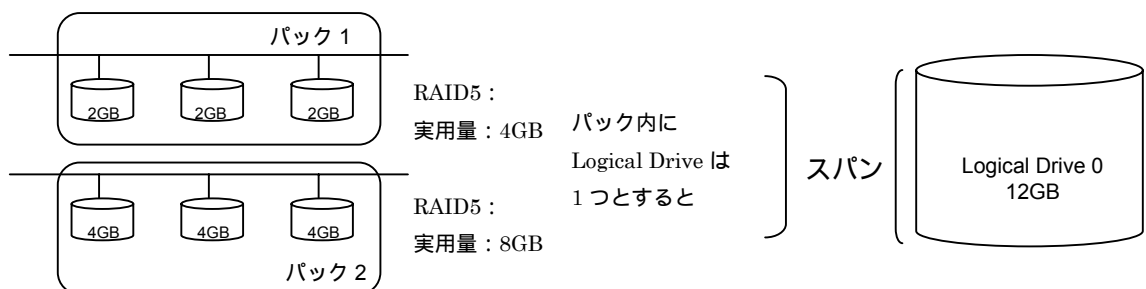 パック 1
2GB 2GB 2GB
RAID5：
実用量：4GB
4GB 4GB 4GB
パック 2
RAID5：
実用量：8GB
パック内に
Logical Drive は
1 つとすると
スパン
Logical Drive 0
12GB